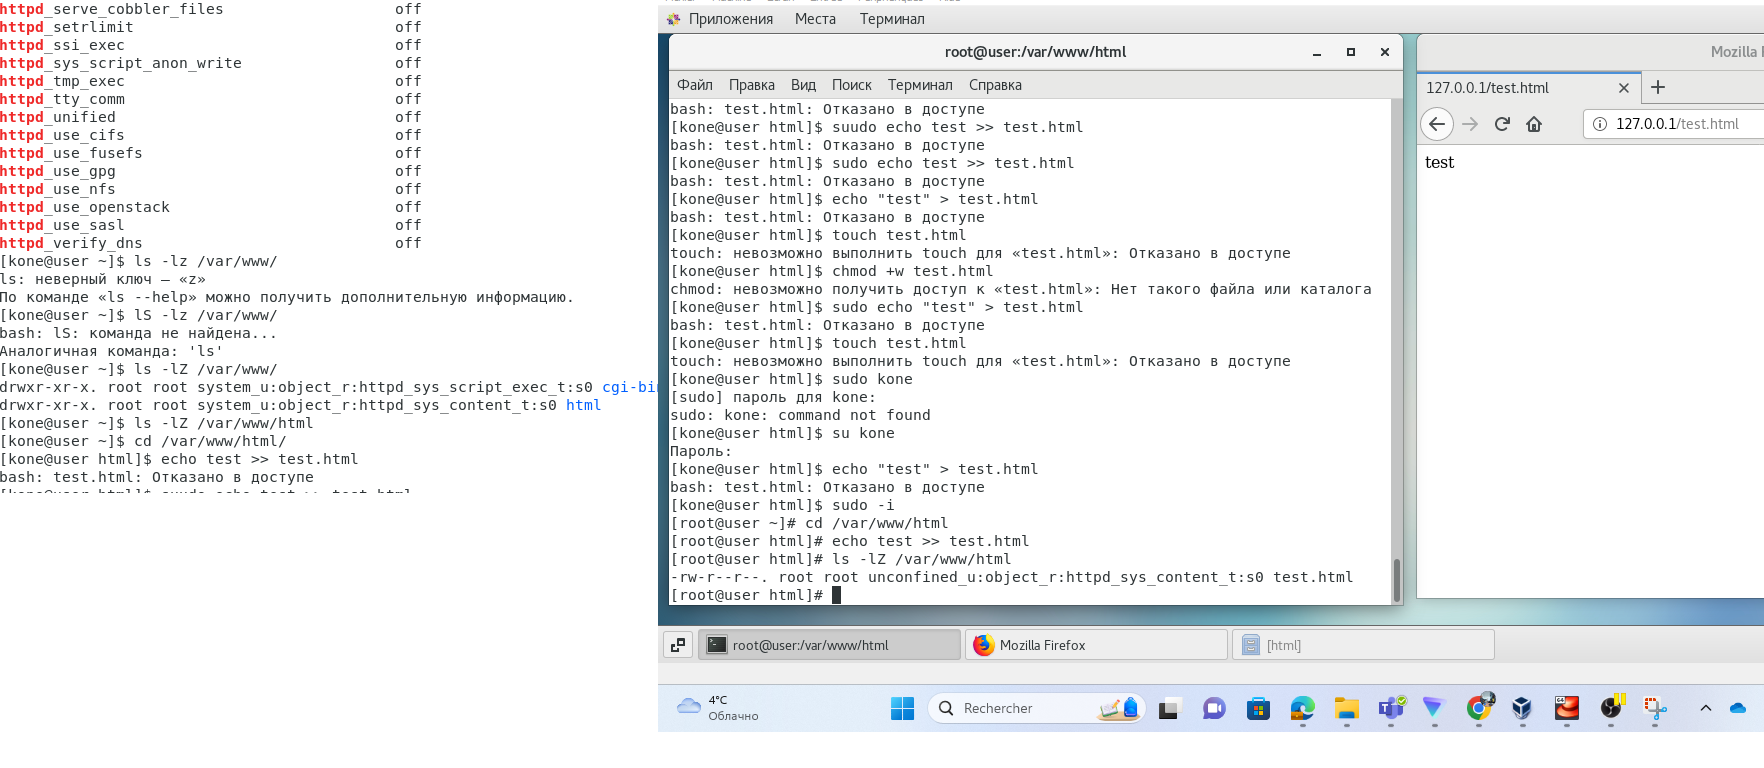 httpd_serve_cobbler_files off
httpd_setrlimit off
httpd_ssi_exec off
httpd_sys_script_anon_write off
httpd_tmp_exec off
httpd_tty_comm off
httpd_unified off
httpd_use_cifs off
httpd_use_fusefs off
httpd_use_gpg off
httpd_use_nfs off
httpd_use_openstack off
httpd_use_sasl off
httpd_verify_dns off
[kone@user ~]$ ls -lz /var/www/
ls: неверный ключ — «z»
По команде «ls --help» можно получить дополнительную информацию.
[kone@user ~]$ lS -lz /var/www/
bash: lS: команда не найдена...
Аналогичная команда: 'ls'
[kone@user ~]$ ls -lZ /var/www/
drwxr-xr-x. root root system_u:object_r:httpd_sys_script_exec_t:s0 cgi-bin
drwxr-xr-x. root root system_u:object_r:httpd_sys_content_t:s0 html
[kone@user ~]$ ls -lZ /var/www/html
[kone@user ~]$ cd /var/www/html/
[kone@user html]$ echo test >> test.html
bash: test.html: Отказано в доступе
Приложения Места Терминал
root@user:/var/www/html
Файл Правка Вид Поиск Терминал Справка
bash: test.html: Отказано в доступе
[kone@user html]$ suudo echo test >> test.html
bash: test.html: Отказано в доступе
[kone@user html]$ sudo echo test >> test.html
bash: test.html: Отказано в доступе
[kone@user html]$ echo "test" > test.html
bash: test.html: Отказано в доступе
[kone@user html]$ touch test.html
touch: невозможно выполнить touch для «test.html»: Отказано в доступе
[kone@user html]$ chmod +w test.html
chmod: невозможно получить доступ к «test.html»: Нет такого файла или каталога
[kone@user html]$ sudo echo "test" > test.html
bash: test.html: Отказано в доступе
[kone@user html]$ touch test.html
touch: невозможно выполнить touch для «test.html»: Отказано в доступе
[kone@user html]$ sudo kone
[sudo] пароль для kone:
sudo: kone: command not found
[kone@user html]$ su kone
Пароль:
[kone@user html]$ echo "test" > test.html
bash: test.html: Отказано в доступе
[kone@user html]$ sudo -i
[root@user ~]# cd /var/www/html
[root@user html]# echo test >> test.html
[root@user html]# ls -lZ /var/www/html
-rw-r--r--. root root unconfined_u:object_r:httpd_sys_content_t:s0 test.html
[root@user html]#
Mozilla
127.0.0.1/test.html
127.0.0.1/test.html
test
root@user:/var/www/html
Mozilla Firefox
[html]
4°C
Облачно
Rechercher